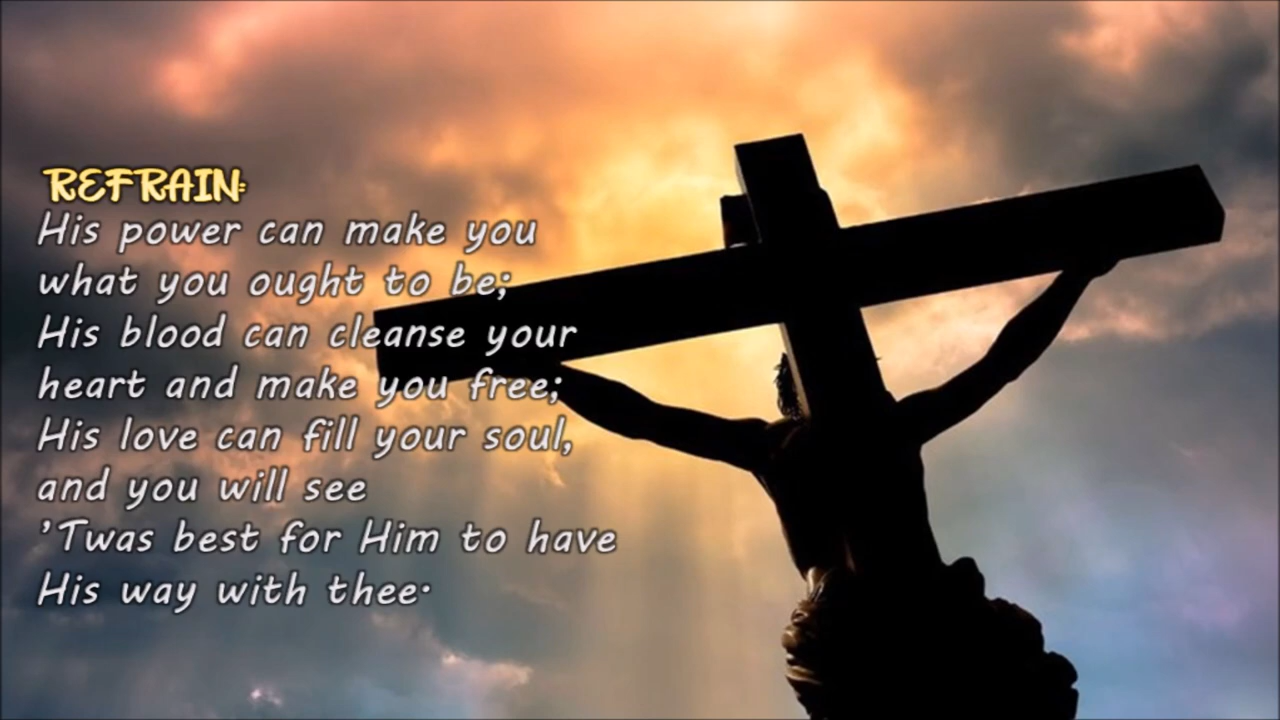 REFRAIN:
His power can make you
what you ought to be;
His blood can cleanse your
heart and make you free;
His love can fill your soul,
and you will see
’Twas best for Him to have
His way with thee.